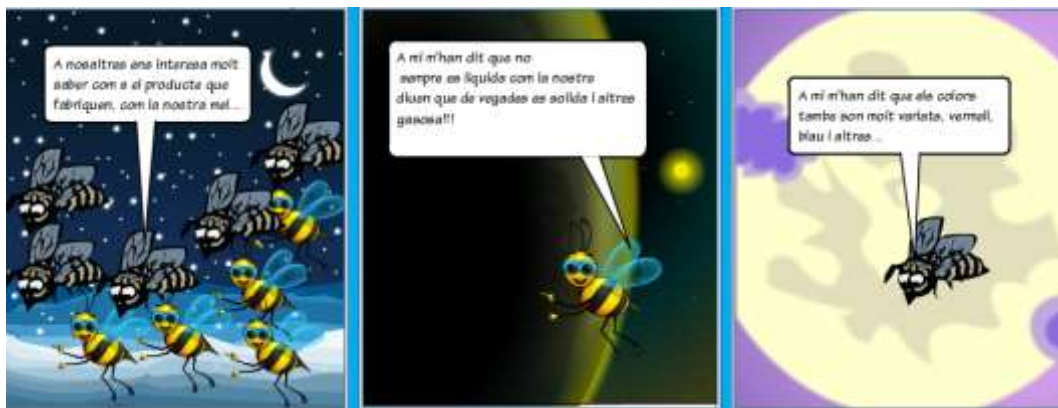 A nosaltres ens interesa molt
saber com e el producte que
fabriquen, com la nostra mel...
A mi m'han dit que no
sempre es liquida com la nostra
diuen que de vegades es solida i altres
gasosa!!!
A mi m'han dit que els colors
tambe son molt variats, vermell,
blau i altres...